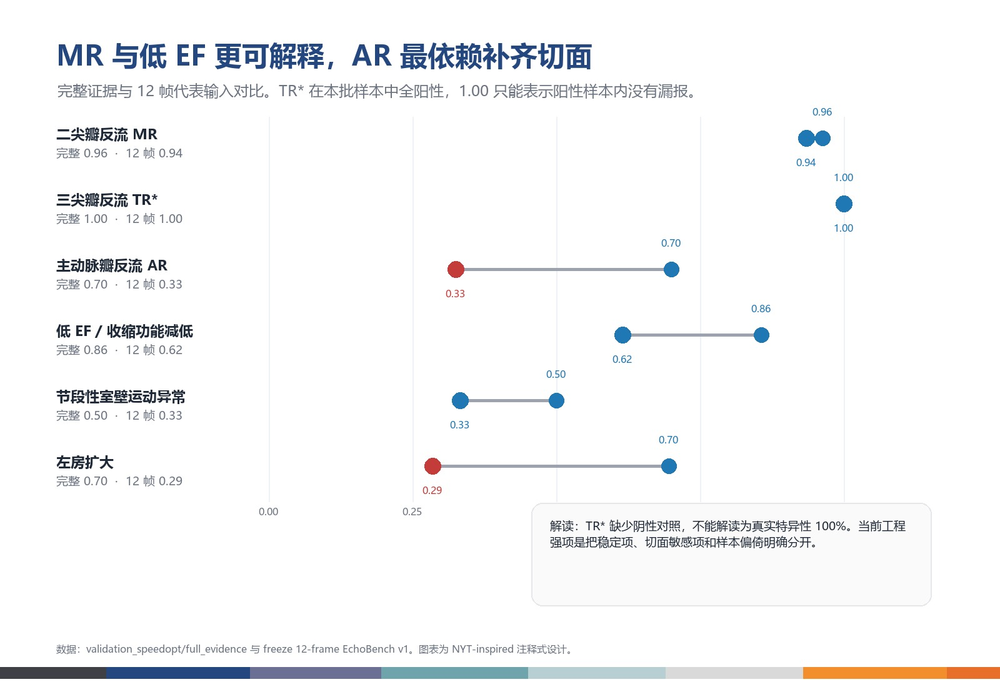 MR 与低 EF 更可解释，AR 最依赖补齐切面
完整证据与 12 帧代表输入对比。TR* 在本批样本中全阳性，1.00 只能表示阳性样本内没有漏报。
0.96
二尖瓣反流 MR
完整 0.96 · 12 帧 0.94
0.94
1.00
三尖瓣反流 TR*
完整 1.00 · 12 帧 1.00
1.00
0.70
主动脉瓣反流 AR
完整 0.70 · 12 帧 0.33
0.33
0.86
低 EF / 收缩功能减低
完整 0.86 · 12 帧 0.62
0.62
0.50
节段性室壁运动异常
完整 0.50 · 12 帧 0.33
0.33
0.70
左房扩大
完整 0.70 · 12 帧 0.29
0.29
0.00
0.25
解读：TR* 缺少阴性对照，不能解读为真实特异性 100%。当前工程
强项是把稳定项、切面敏感项和样本偏倚明确分开。
数据：validation_speedopt/full_evidence 与 freeze 12-frame EchoBench v1。图表为 NYT-inspired 注释式设计。